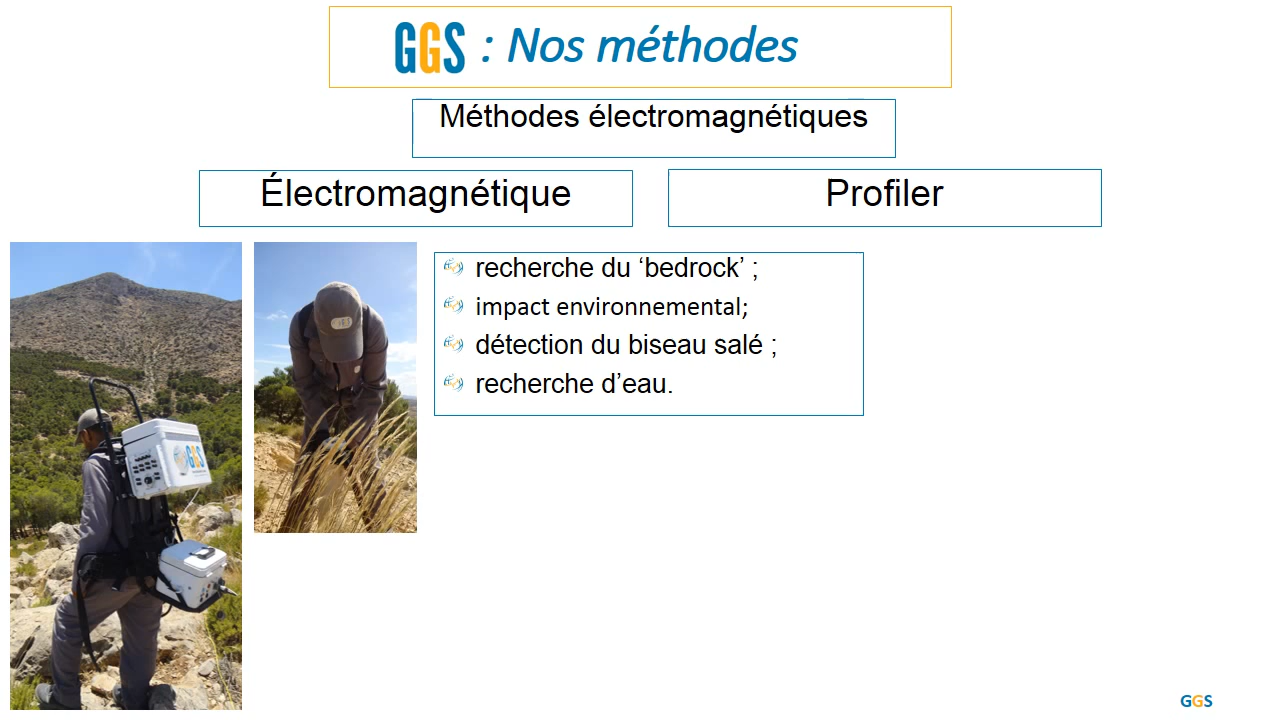 GGS : Nos méthodes
Méthodes électromagnétiques
Électromagnétique
Profiler
recherche du ‘bedrock’ ;
impact environnemental;
détection du biseau salé ;
recherche d’eau.
GGS
GGS